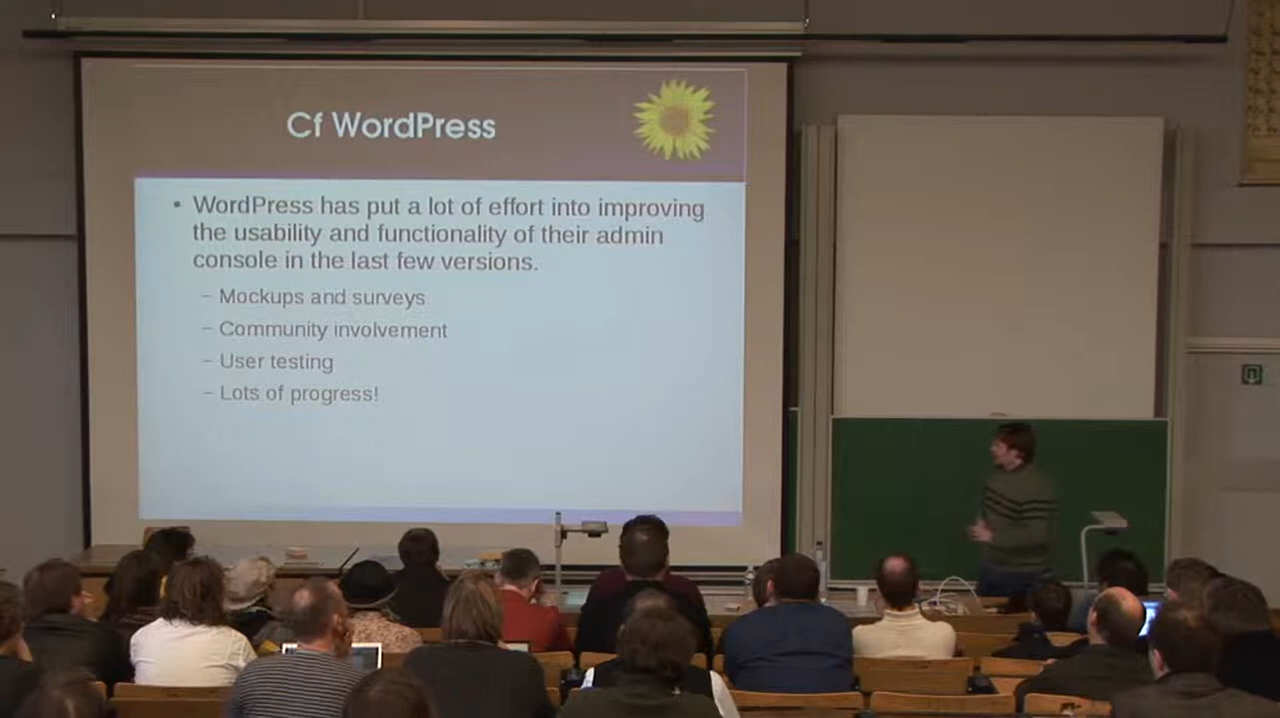 Cf WordPress
• WordPress has put a lot of effort into improving
the usability and functionality of their admin
console in the last few versions.
– Mockups and surveys
– Community involvement
– User testing
– Lots of progress!